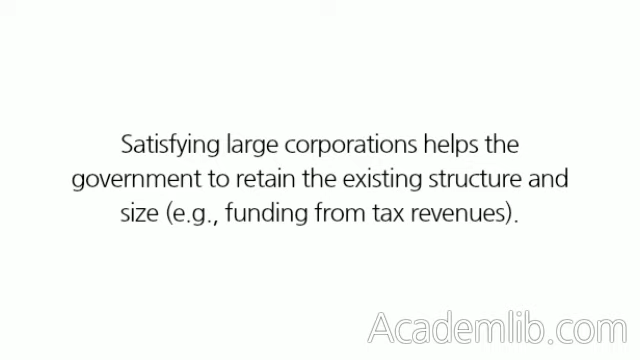 Satisfying large corporations helps the
government to retain the existing structure and
size (e.g., funding from tax revenues).
Academlib.com